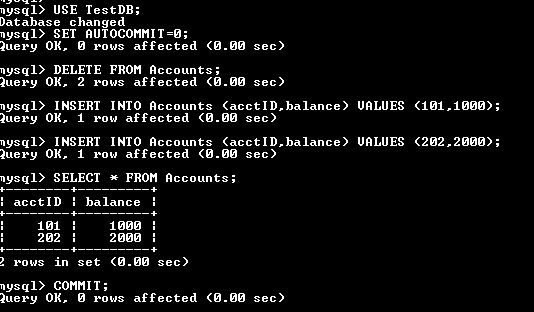 mysql> USE TestDB;
Database changed
mysql> SET AUTOCOMMIT=0;
Query OK, 0 rows affected (0.00 sec)
mysql> DELETE FROM Accounts;
Query OK, 2 rows affected (0.00 sec)
mysql> INSERT INTO Accounts (acctID,balance) VALUES (101,1000);
Query OK, 1 row affected (0.00 sec)
mysql> INSERT INTO Accounts (acctID,balance) VALUES (202,2000);
Query OK, 1 row affected (0.00 sec)
mysql> SELECT * FROM Accounts;
+--------+---------+
| acctID | balance |
+--------+---------+
|    101 |    1000 |
|    202 |    2000 |
+--------+---------+
2 rows in set (0.00 sec)
mysql> COMMIT;
Query OK, 0 rows affected (0.00 sec)